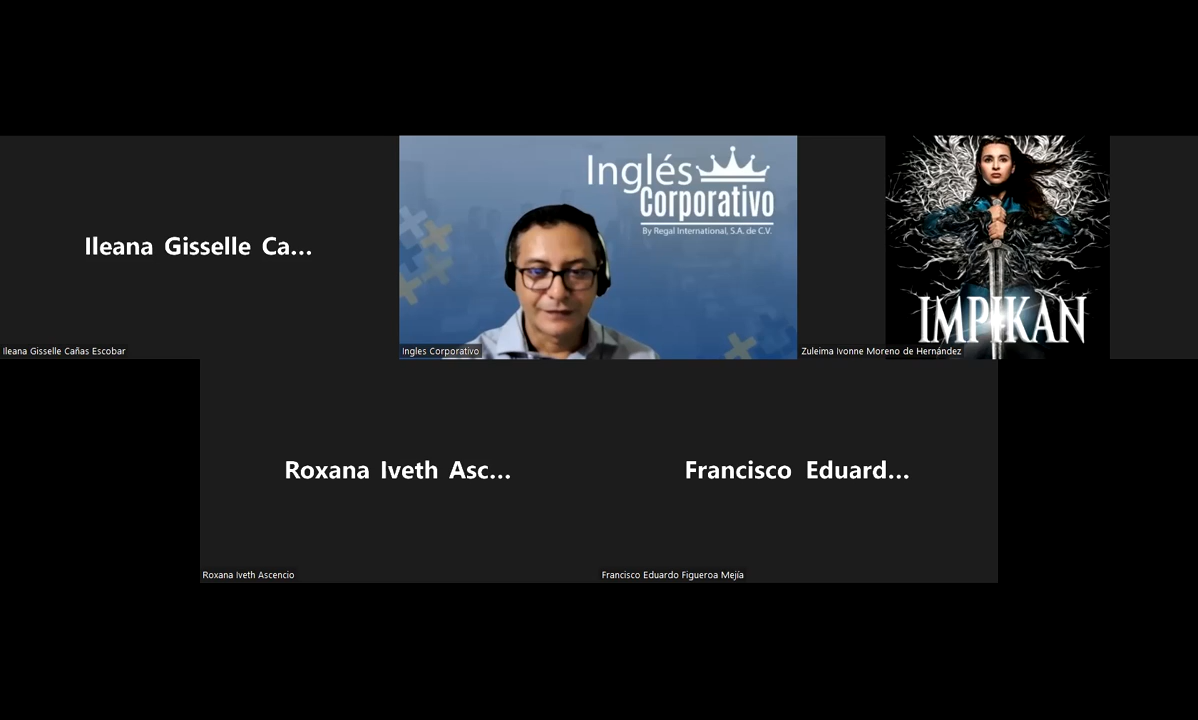 Ileana Gisselle Ca...
Ileana Gisselle Cañas Escobar
Inglés
Corporativo
By Regal International, S.A. de C.V.
Ingles Corporativo
IMPIKAN
Zuleima Ivonne Moreno de Hernández
Roxana Iveth Asc...
Roxana Iveth Ascencio
Francisco Eduard...
Francisco Eduardo Figueroa Mejía